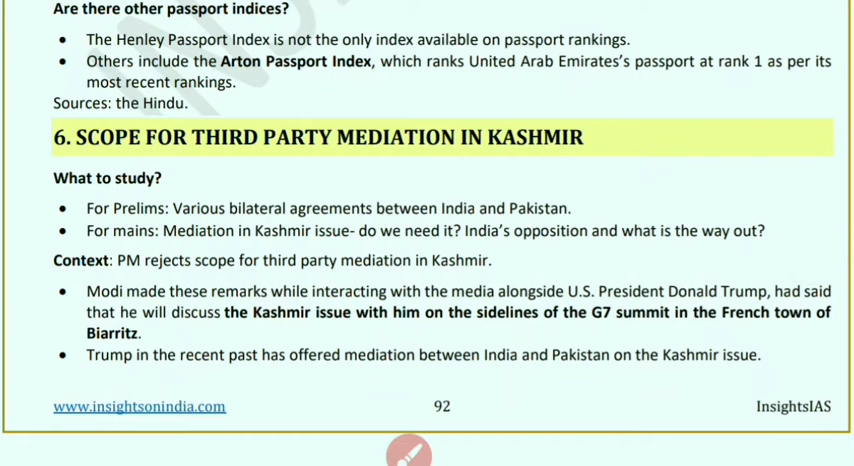 Are there other passport indices?
• The Henley Passport Index is not the only index available on passport rankings.
• Others include the Arton Passport Index, which ranks United Arab Emirates's passport at rank 1 as per its
most recent rankings.
Sources: the Hindu.
6. SCOPE FOR THIRD PARTY MEDIATION IN KASHMIR
What to study?
• For Prelims: Various bilateral agreements between India and Pakistan.
• For mains: Mediation in Kashmir issue- do we need it? India's opposition and what is the way out?
Context: PM rejects scope for third party mediation in Kashmir.
• Modi made these remarks while interacting with the media alongside U.S. President Donald Trump, had said
that he will discuss the Kashmir issue with him on the sidelines of the G7 summit in the French town of
Biarritz.
• Trump in the recent past has offered mediation between India and Pakistan on the Kashmir issue.
www.insightsonindia.com 92 InsightsIAS